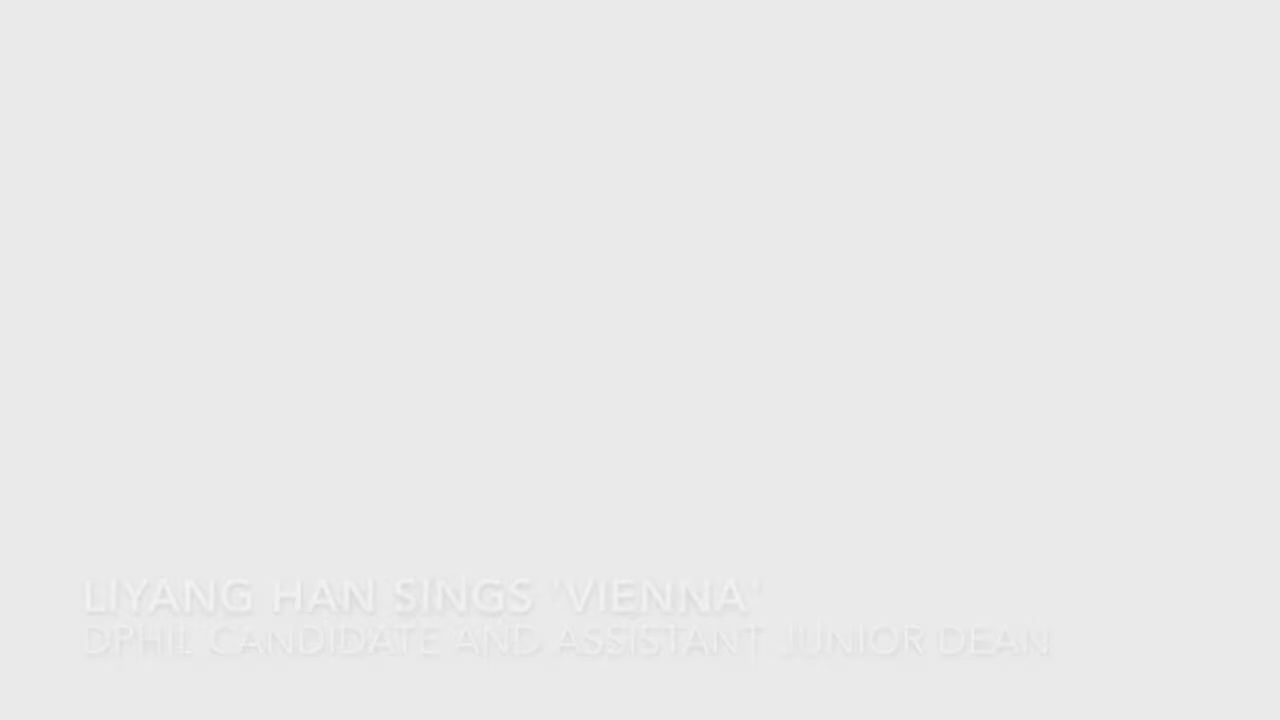 LIYANG HAN SINGS 'VIENNA'
DPHIL CANDIDATE AND ASSISTANT JUNIOR DEAN